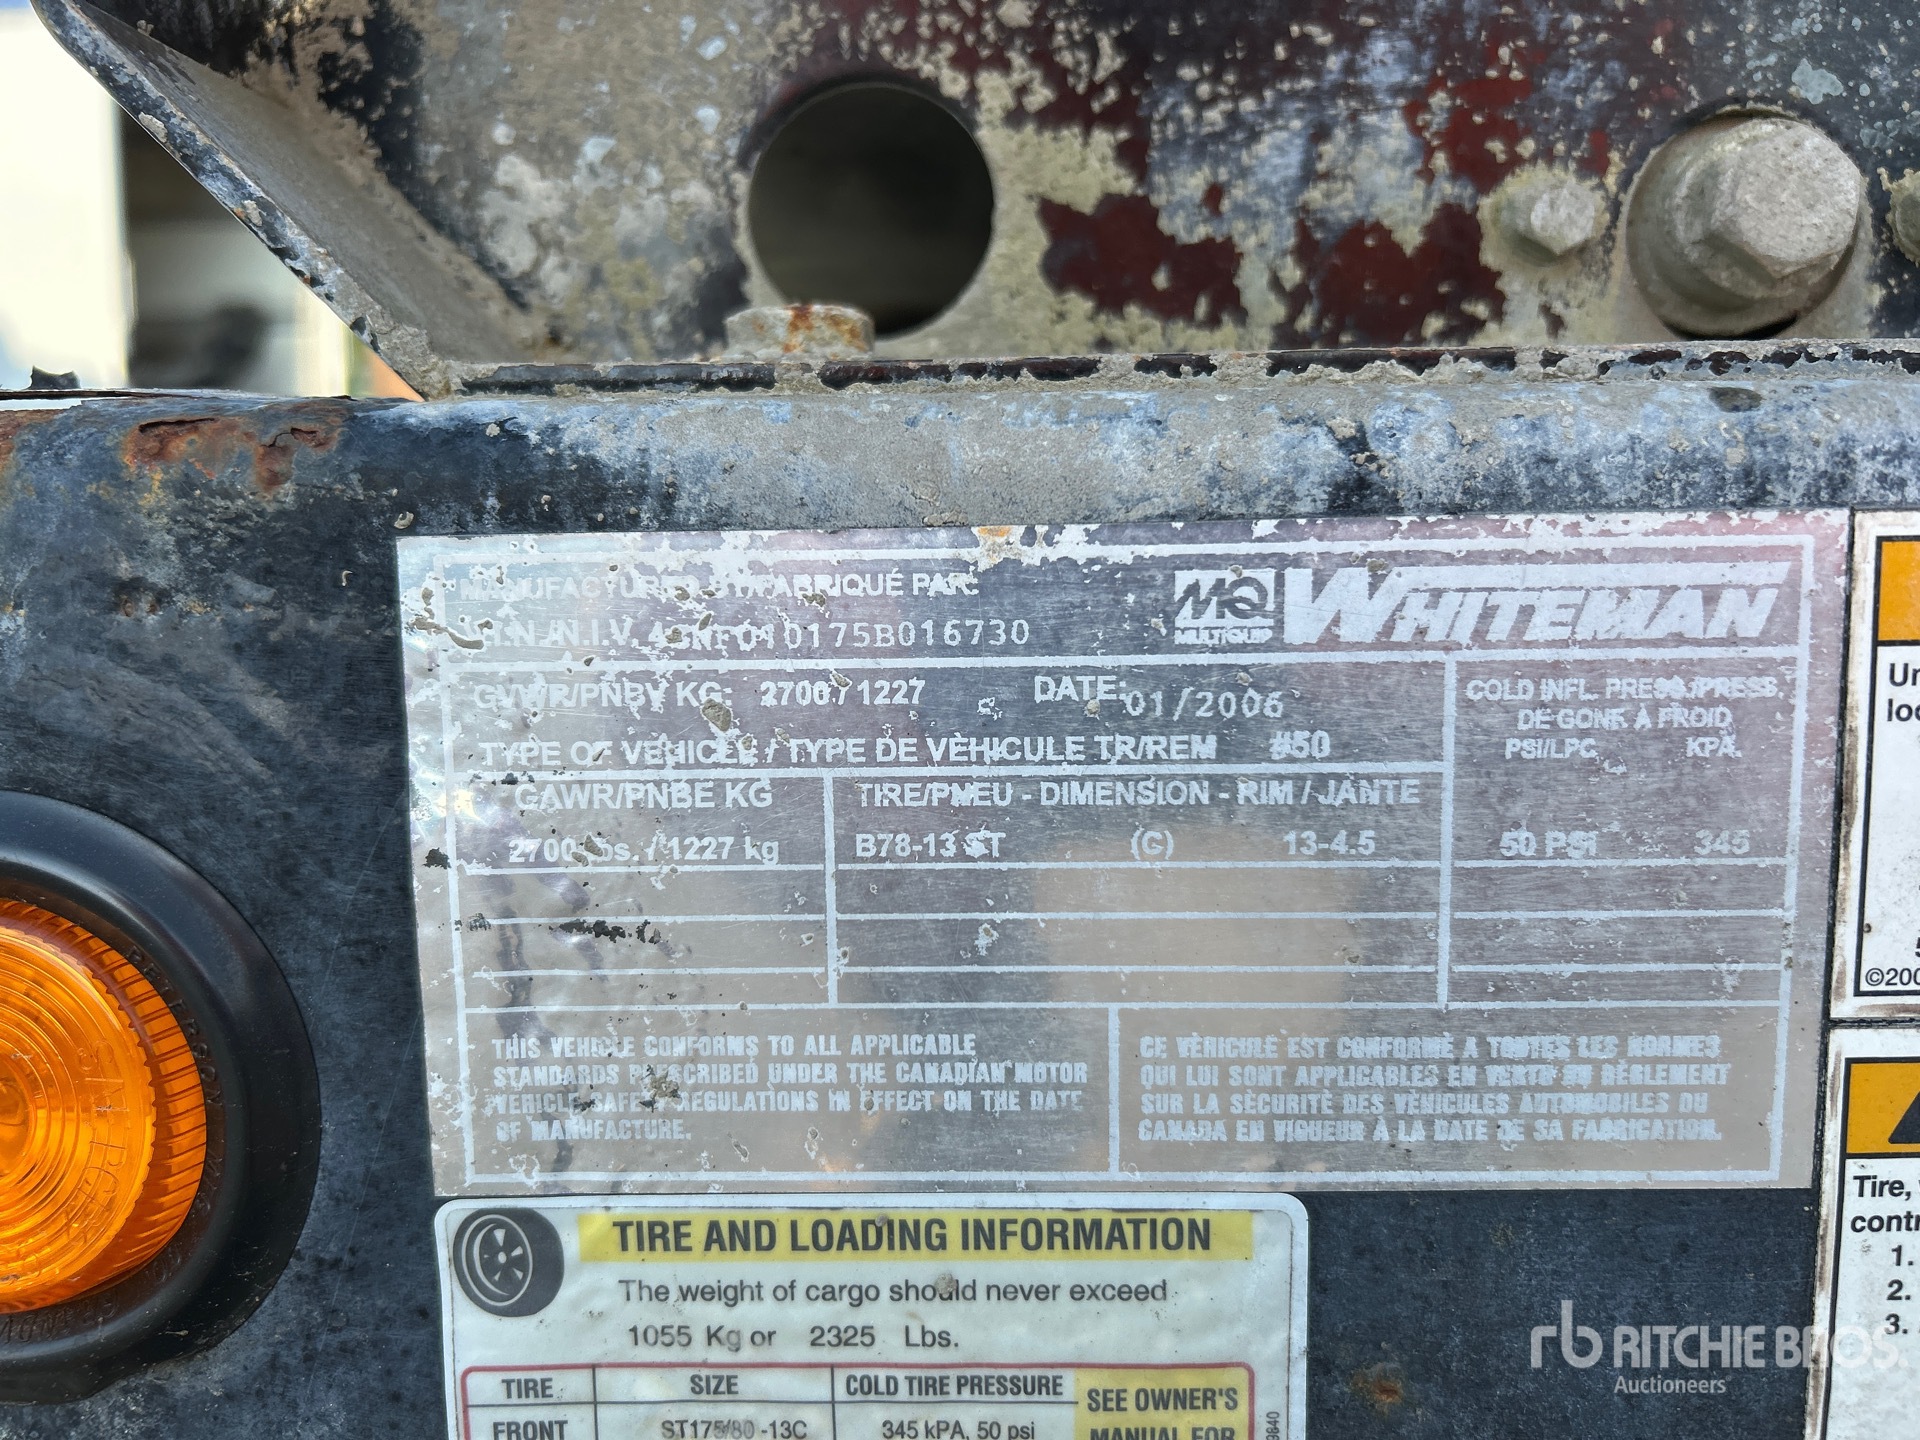 MANUFACTURED BY/FABRIQUÉ PAR:
MQ WHITEMAN
MULTIQUIP
V.I.N./N.I.V. 010175B016730
GVWR/PNBV KG: 2700 / 1227 DATE: 01/2006
TYPE OF VEHICLE / TYPE DE VÈHICULE TR/REM #50
COLD INFL. PRESS./PRESS.
DE GONF. À FROID
PSI/LPC KPA.
GAWR/PNBE KG TIRE/PNEU - DIMENSION - RIM / JANTE
2700 lbs. / 1227 kg B78-13 ST (C) 13-4.5 50 PSI 345
THIS VEHICLE CONFORMS TO ALL APPLICABLE
STANDARDS PRESCRIBED UNDER THE CANADIAN MOTOR
VEHICLE SAFETY REGULATIONS IN EFFECT ON THE DATE
OF MANUFACTURE.
CE VÈHICULE EST CONFORME A TOUTES LES NORMES
QUI LUI SONT APPLICABLES EN VERTU DU RÈGLEMENT
SUR LA SÈCURITÈ DES VÈHICULES AUTOMOBILES DU
CANADA EN VIGUEUR À LA DATE DE SA FABRICATION.
TIRE AND LOADING INFORMATION
The weight of cargo should never exceed
1055 Kg or 2325 Lbs.
TIRE SIZE COLD TIRE PRESSURE SEE OWNER'S
FRONT ST175/80-13C 345 kPA, 50 psi MANUAL FOR
9840
Un
loc
5
©200
Tire,
contr
1.
2.
3.
rb RITCHIE BROS.
Auctioneers